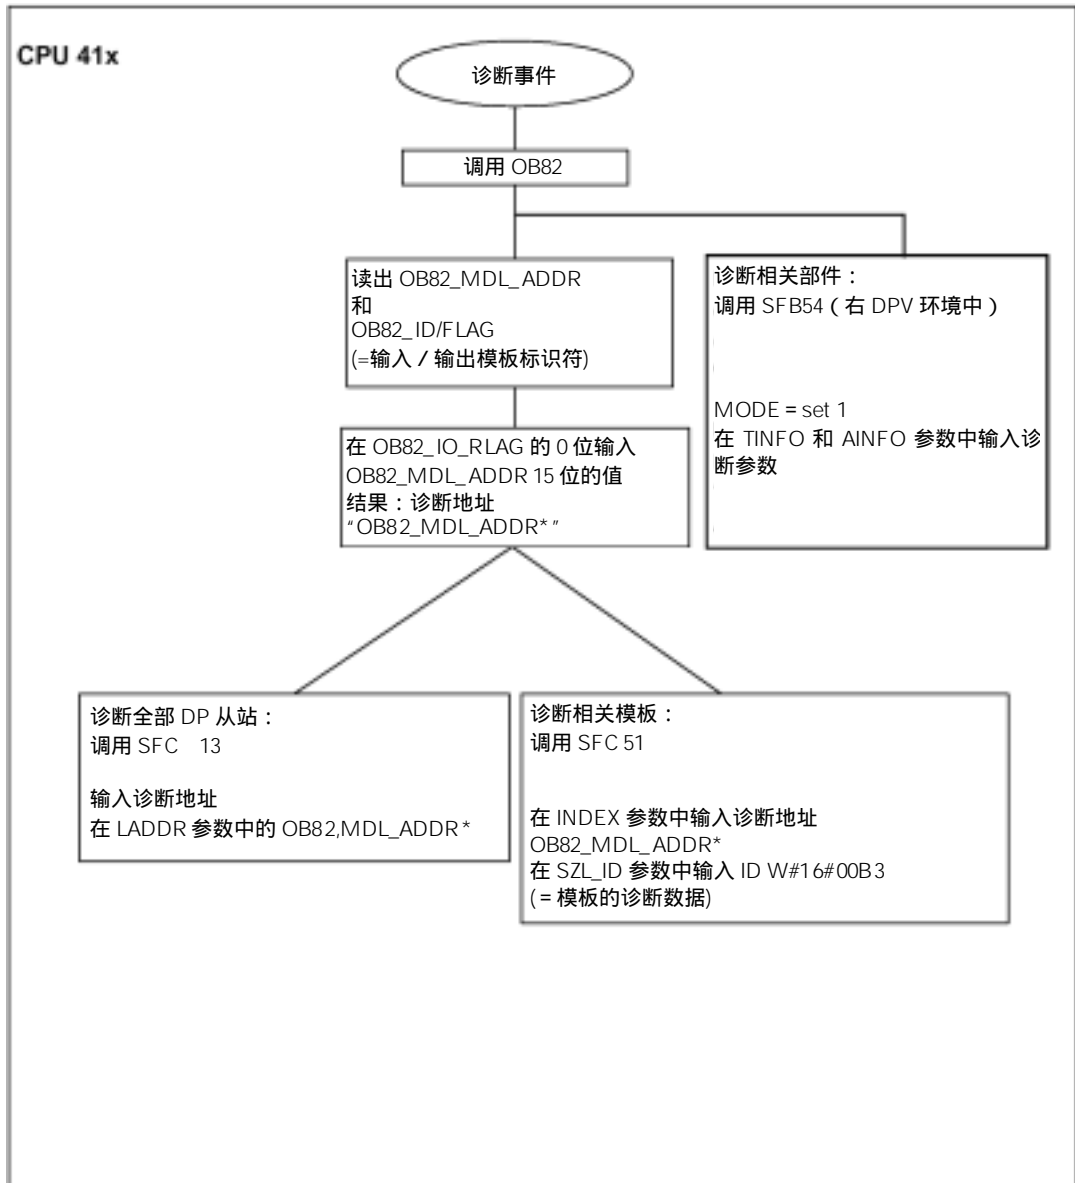 CPU 41x
诊断事件
调用 OB82
读出 OB82_MDL_ADDR
和
OB82_ID/FLAG
(=输入/输出模板标识符)
诊断相关部件：
调用 SFB54（右 DPV 环境中）
MODE = set 1
在 TINFO 和 AINFO 参数中输入诊
断参数
在 OB82_IO_RLAG 的 0 位输入
OB82_MDL_ADDR 15 位的值
结果：诊断地址
“OB82_MDL_ADDR*”
诊断全部 DP 从站：
调用 SFC 13
输入诊断地址
在 LADDR 参数中的 OB82,MDL_ADDR*
诊断相关模板：
调用 SFC 51
在 INDEX 参数中输入诊断地址
OB82_MDL_ADDR*
在 SZL_ID 参数中输入 ID W#16#00B3
(=模板的诊断数据)